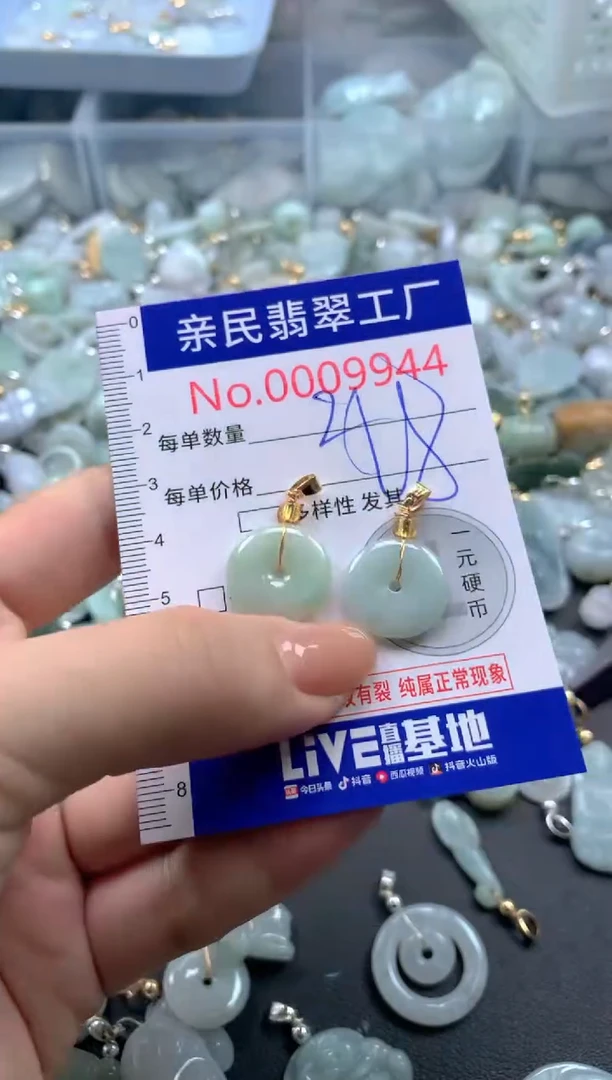 0
亲民翡翠工厂
1
No.0009944
2
每单数量
3
每单价格
样性 发其
4
一元硬币
5
有裂 纯属正常现象
LiVE直播基地
8
今日头条 抖音 西瓜视频 抖音火山版